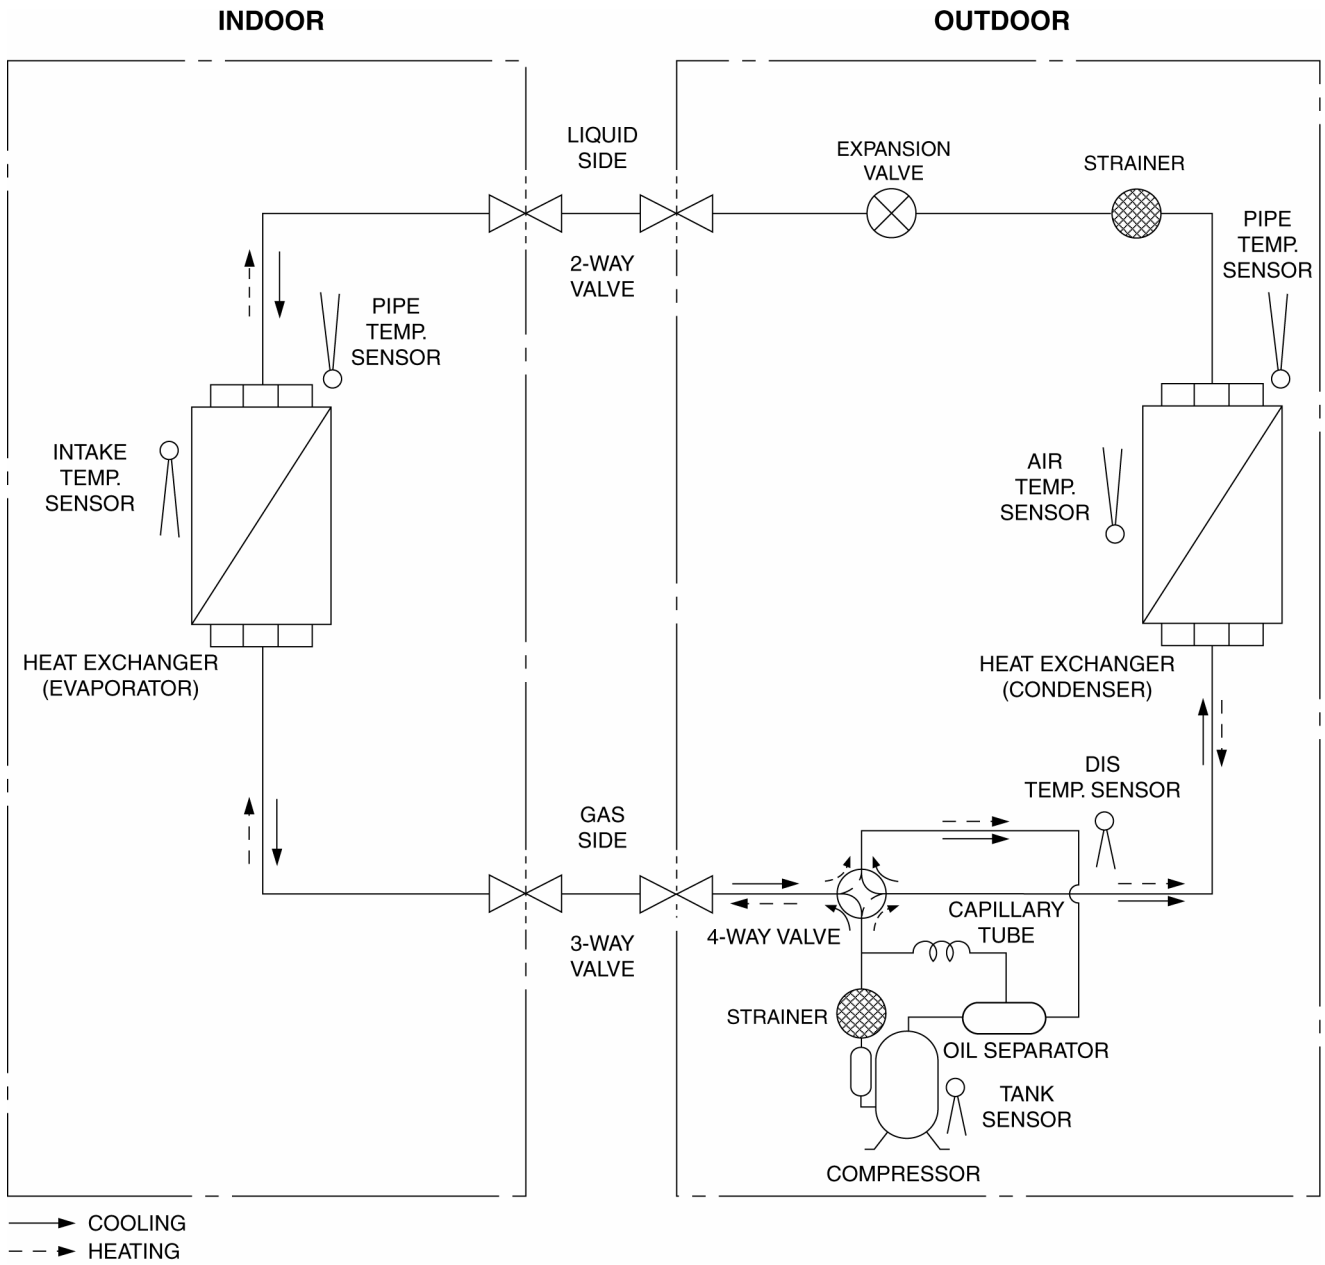 INDOOR
OUTDOOR
LIQUID
SIDE
EXPANSION
VALVE
STRAINER
PIPE
TEMP.
SENSOR
2-WAY
VALVE
PIPE
TEMP.
SENSOR
INTAKE
TEMP.
SENSOR
AIR
TEMP.
SENSOR
HEAT EXCHANGER
(EVAPORATOR)
HEAT EXCHANGER
(CONDENSER)
DIS
TEMP. SENSOR
GAS
SIDE
CAPILLARY
TUBE
4-WAY VALVE
3-WAY
VALVE
STRAINER
OIL SEPARATOR
TANK
SENSOR
COMPRESSOR
COOLING
HEATING